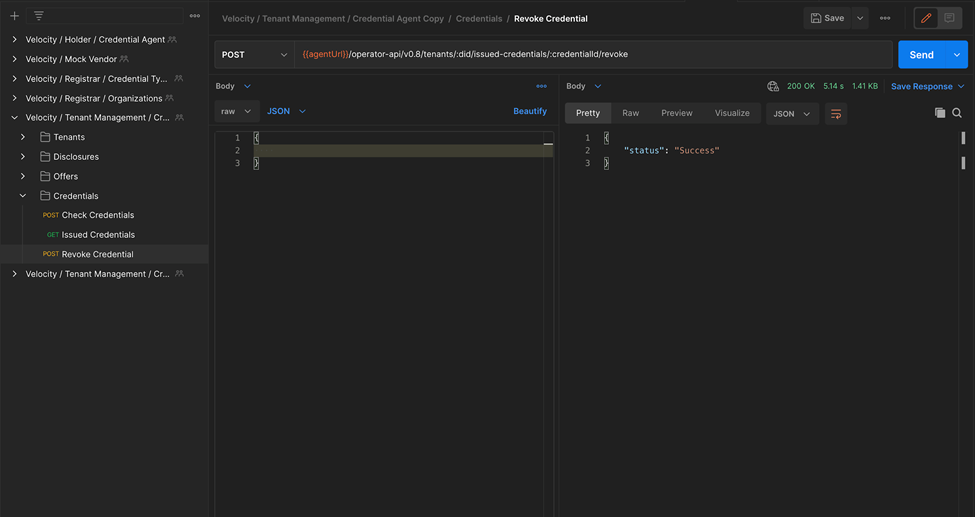 Velocity / Holder / Credential Agent
Velocity / Mock Vendor
Velocity / Registrar / Credential Ty...
Velocity / Registrar / Organizations
Velocity / Tenant Management / Cr...
Tenants
Disclosures
Offers
Credentials
POST Check Credentials
GET Issued Credentials
POST Revoke Credential
Velocity / Tenant Management / Cr...
Velocity / Tenant Management / Credential Agent Copy / Credentials / Revoke Credential
Save
POST
{{agentUrl}}/operator-api/v0.8/tenants/:did/issued-credentials/:credentialId/revoke
Send
Body
raw
JSON
Beautify
1 {
2
3 }
Body
200 OK 5.14 s 1.41 KB Save Response
Pretty Raw Preview Visualize JSON
1 {
2 "status": "Success"
3 }